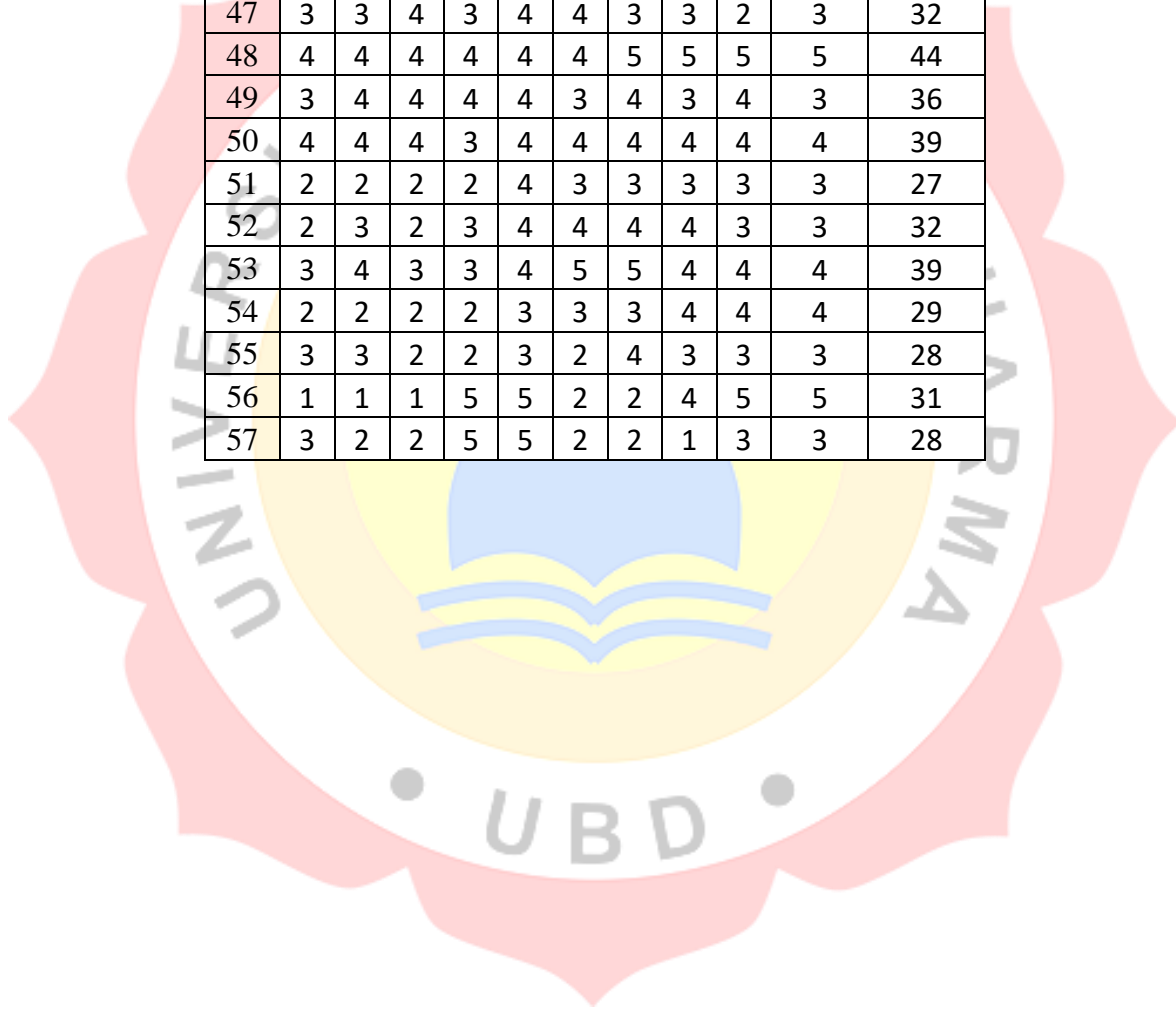 47 3 3 4 3 4 4 3 3 2 3 32
48 4 4 4 4 4 4 5 5 5 5 44
49 3 4 4 4 4 3 4 3 4 3 36
50 4 4 4 3 4 4 4 4 4 4 39
51 2 2 2 2 4 3 3 3 3 3 27
52 2 3 2 3 4 4 4 4 3 3 32
53 3 4 3 3 4 5 5 4 4 4 39
54 2 2 2 2 3 3 3 4 4 4 29
55 3 3 2 2 3 2 4 3 3 3 28
56 1 1 1 5 5 2 2 4 5 5 31
57 3 2 2 5 5 2 2 1 3 3 28
UBD